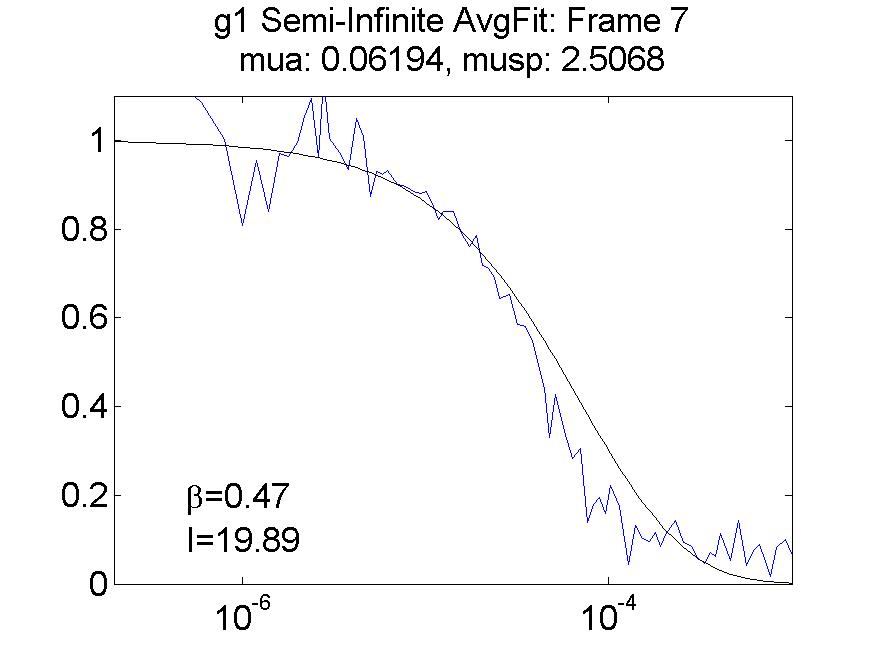 g1 Semi-Infinite AvgFit: Frame 7
mua: 0.06194, musp: 2.5068
1
0.8
0.6
0.4
0.2
0
β=0.47
I=19.89
10^-6
10^-4